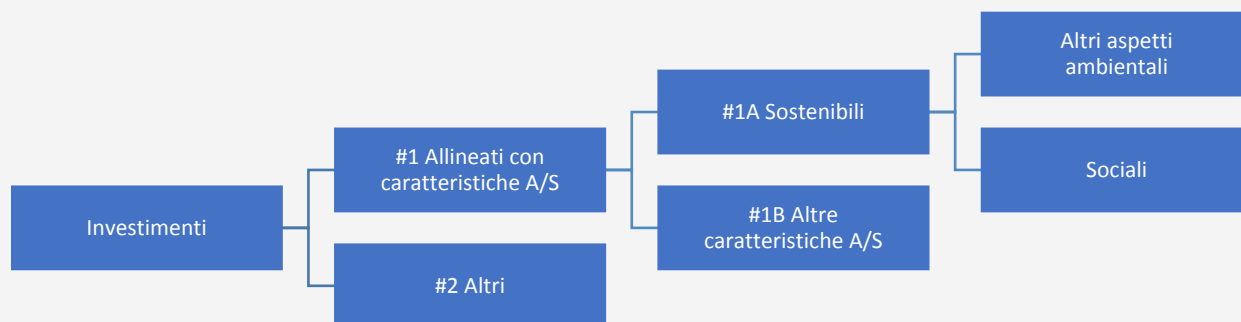 Investimenti
#1 Allineati con
caratteristiche A/S
#2 Altri
#1A Sostenibili
#1B Altre
caratteristiche A/S
Altri aspetti
ambientali
Sociali